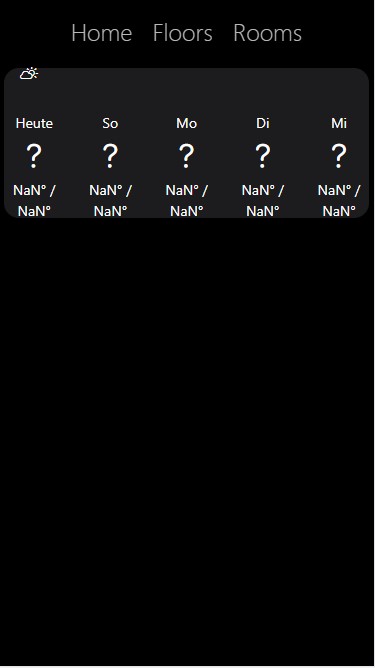 Home Floors Rooms
Heute So Mo Di Mi
? ? ? ? ?
NaN° / NaN° / NaN° / NaN° / NaN° /
NaN° NaN° NaN° NaN° NaN°